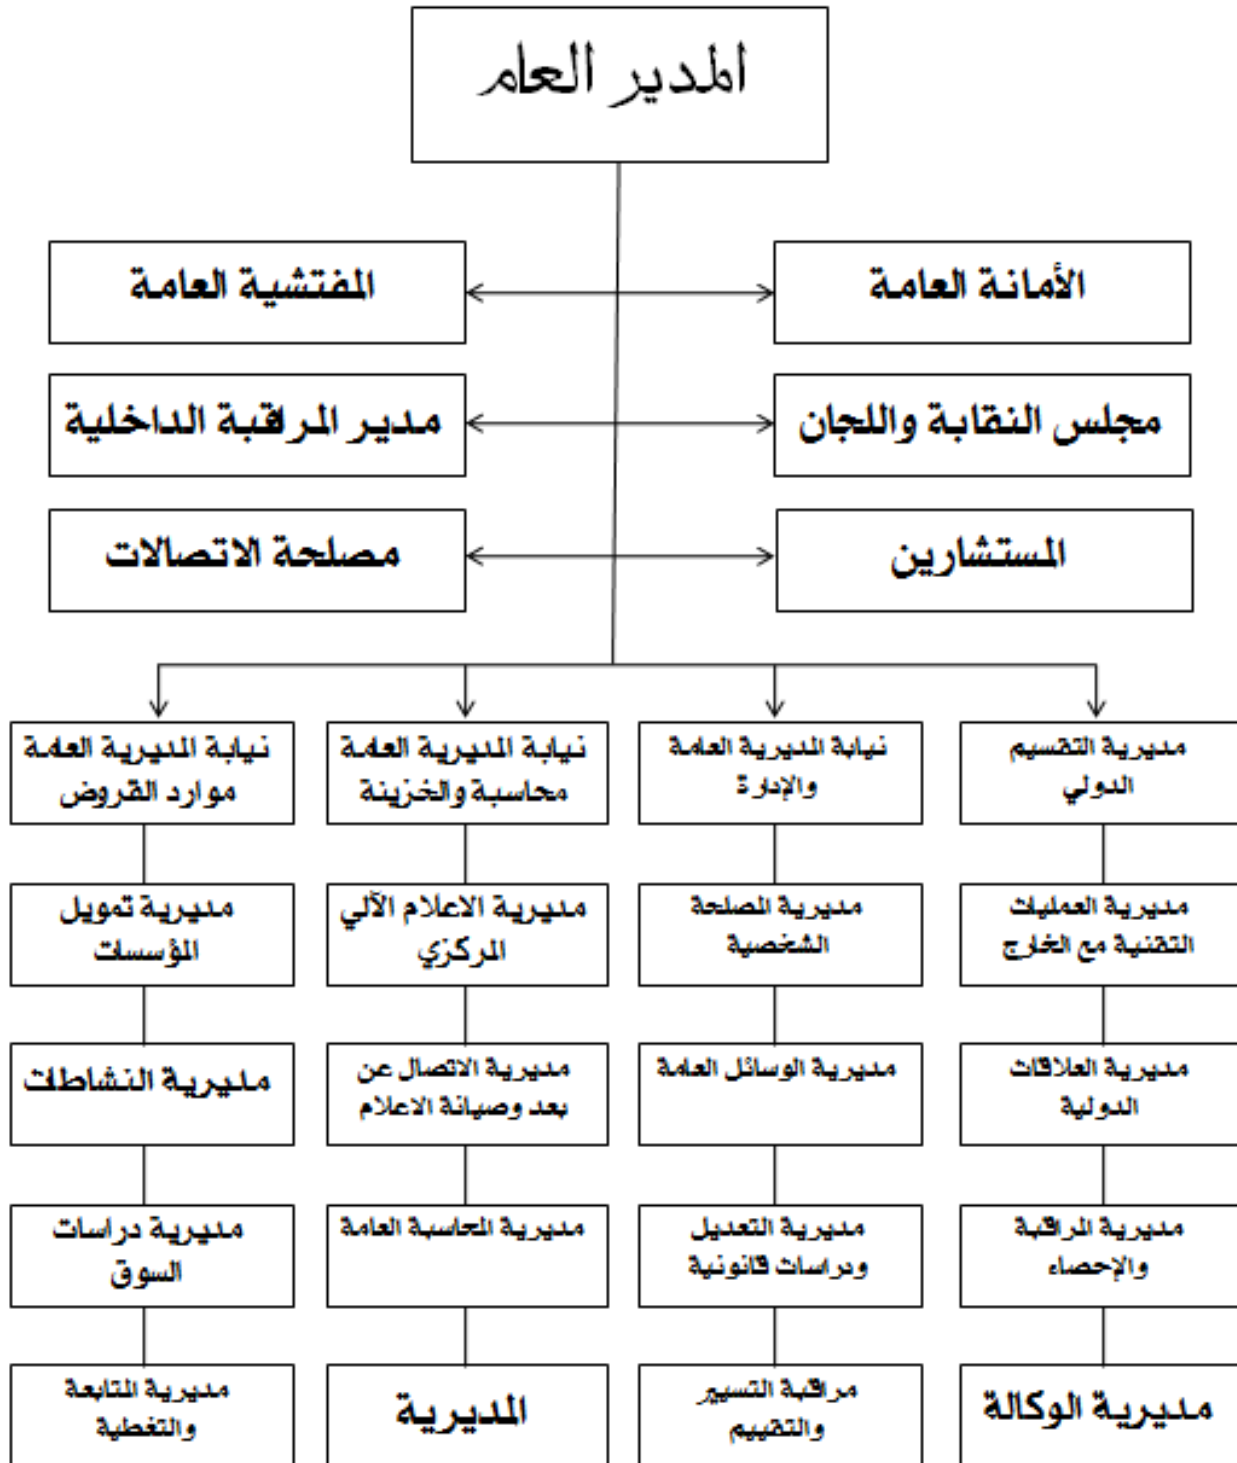 المدير العام
الأمانة العامة
المفتشية العامة
مجلس النقابة واللجان
مدير المراقبة الداخلية
المستشارين
مصلحة الاتصالات
مديرية التقسيم
الدولي
نيابة المديرية العامة
والإدارة
نيابة المديرية العامة
محاسبة والخزينة
نيابة المديرية العامة
موارد القروض
مديرية العمليات
التقنية مع الخارج
مديرية المصلحة
الشخصية
مديرية الاعلام الآلي
المركزي
مديرية تمويل
المؤسسات
مديرية العلاقات
الدولية
مديرية الوسائل العامة
مديرية الاتصال عن
بعد وصيانة الاعلام
مديرية النشاطات
مديرية المراقبة
والإحصاء
مديرية التعديل
ودراسات قانونية
مديرية المحاسبة العامة
مديرية دراسات
السوق
مديرية الوكالة
مراقبة التسيير
والتقييم
المديرية
مديرية المتابعة
والتغطية